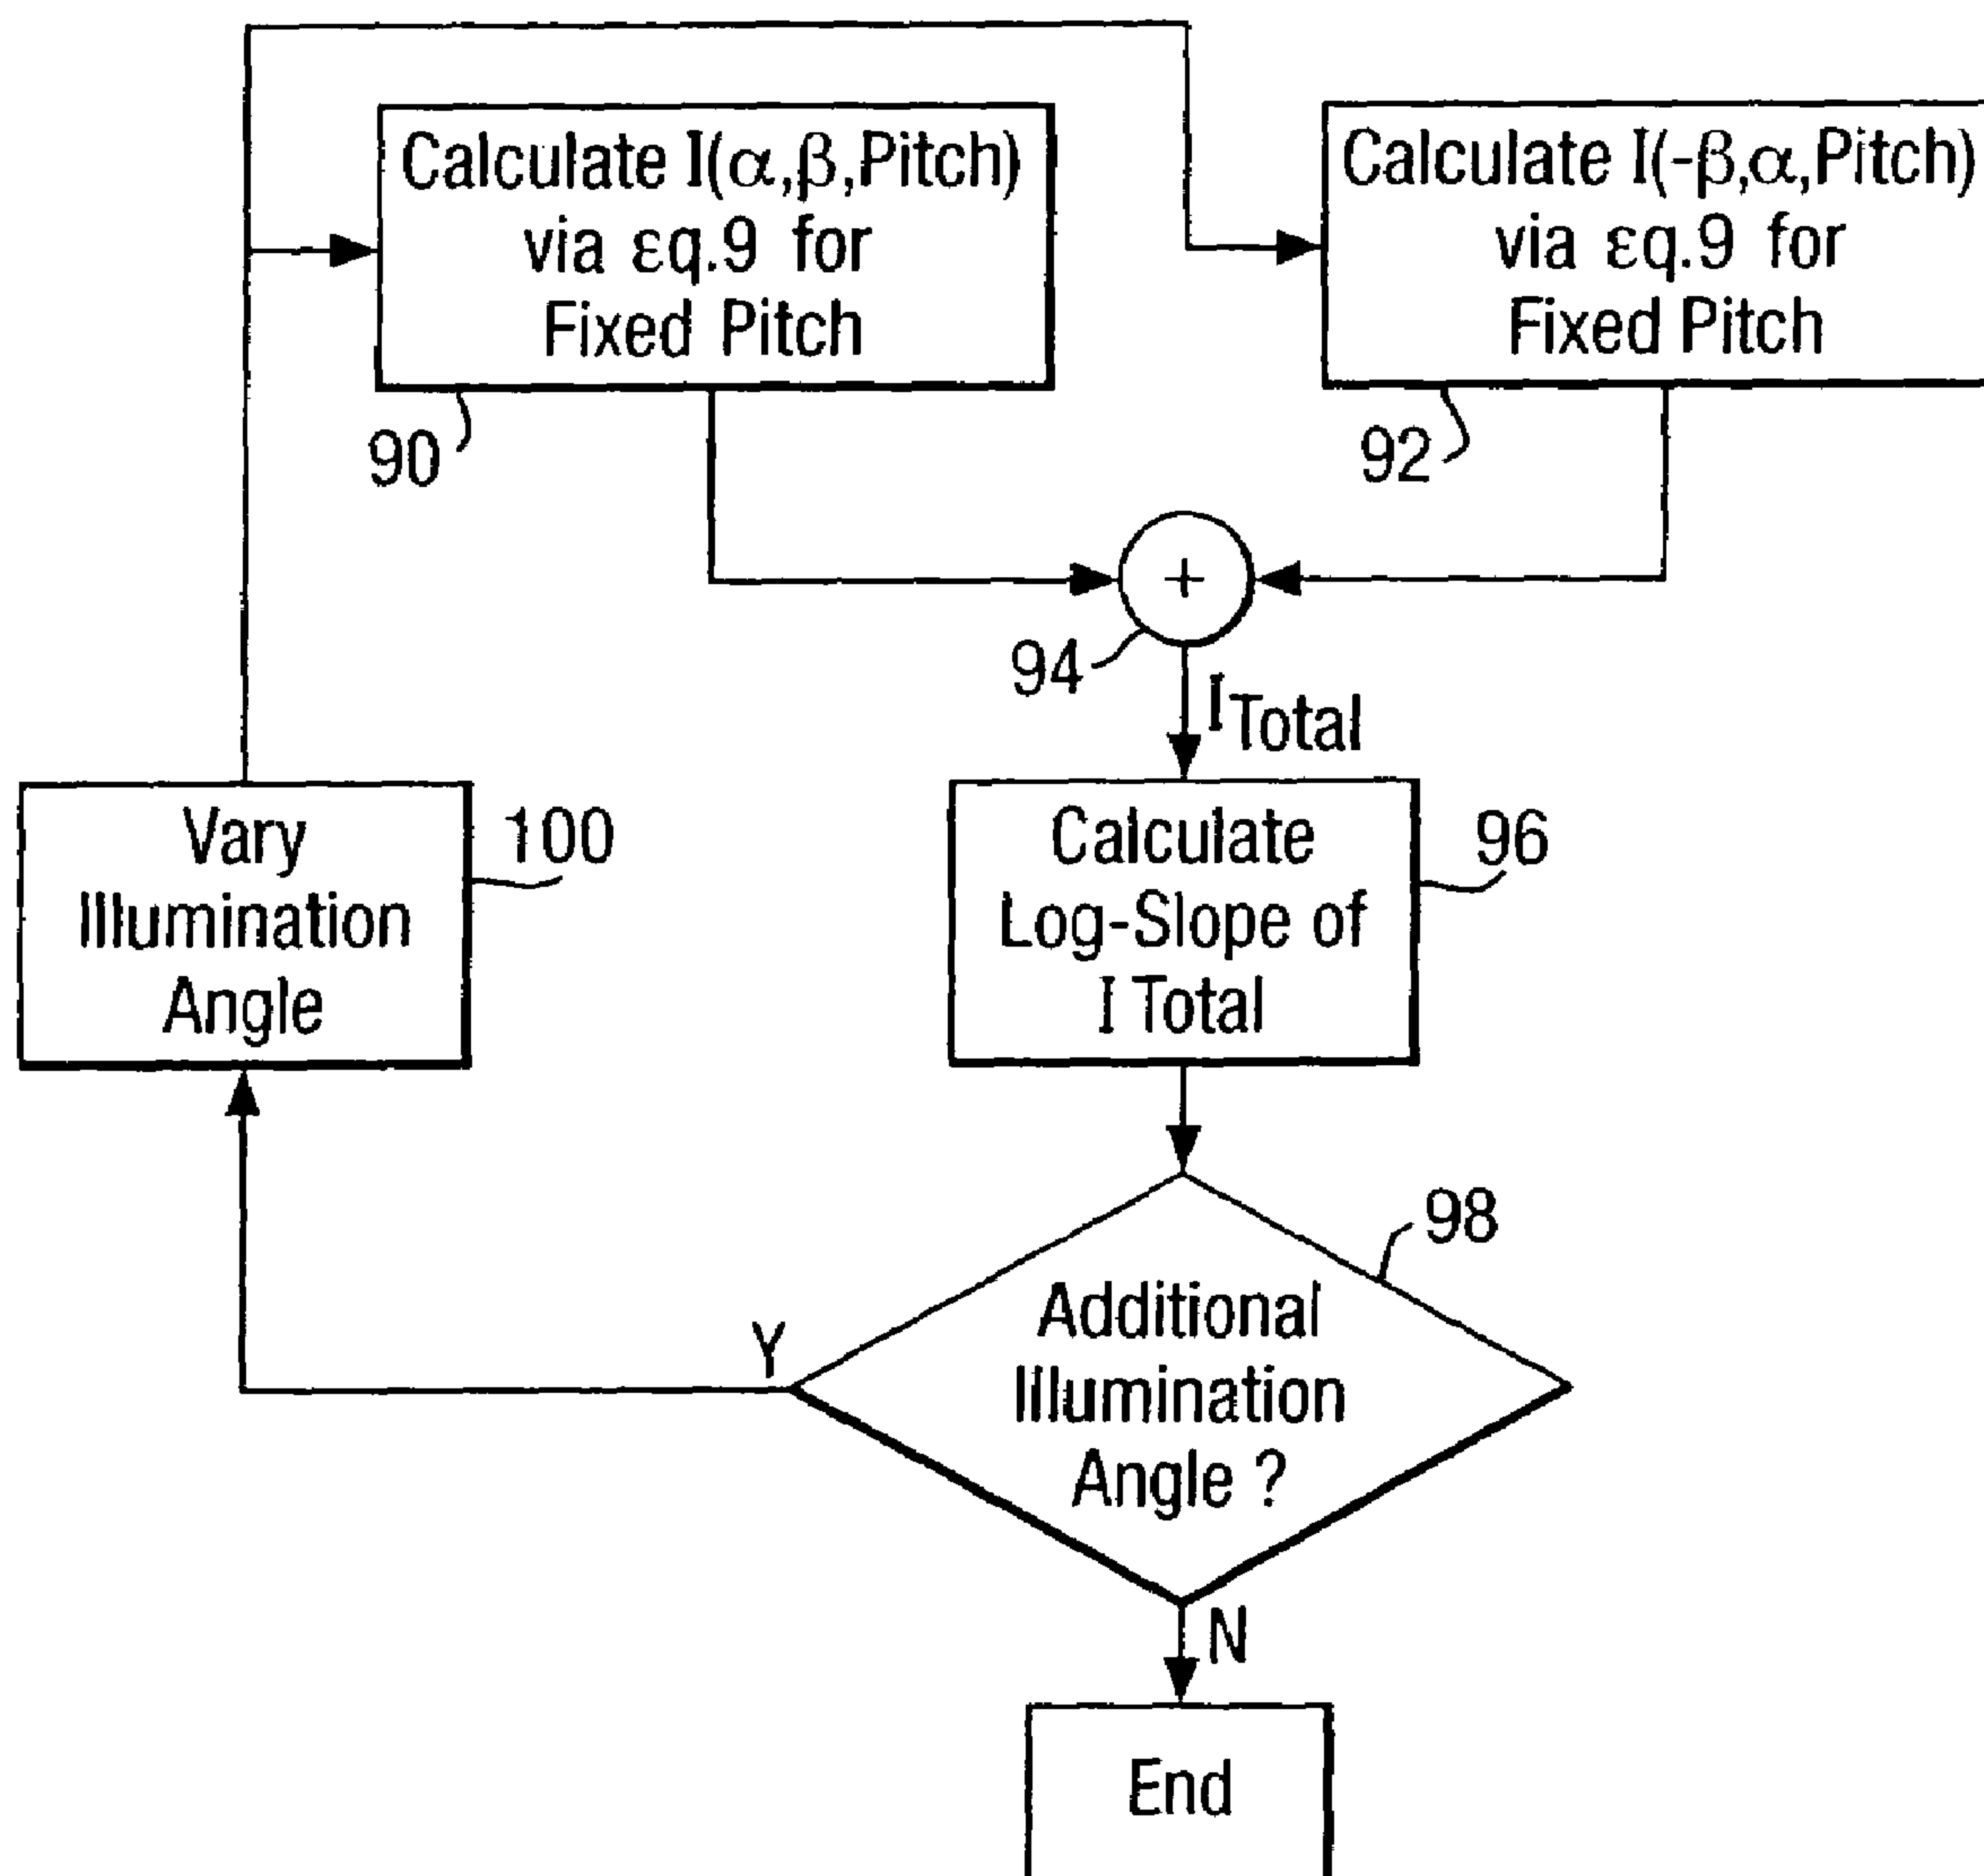 Calculate I(α,β,Pitch)
via εq.9 for
Fixed Pitch
90
Calculate I(-β,α,Pitch)
via εq.9 for
Fixed Pitch
92
+
94
I Total
Calculate
Log-Slope of
I Total
96
Vary
Illumination
Angle
100
Additional
Illumination
Angle ?
98
Y
N
End